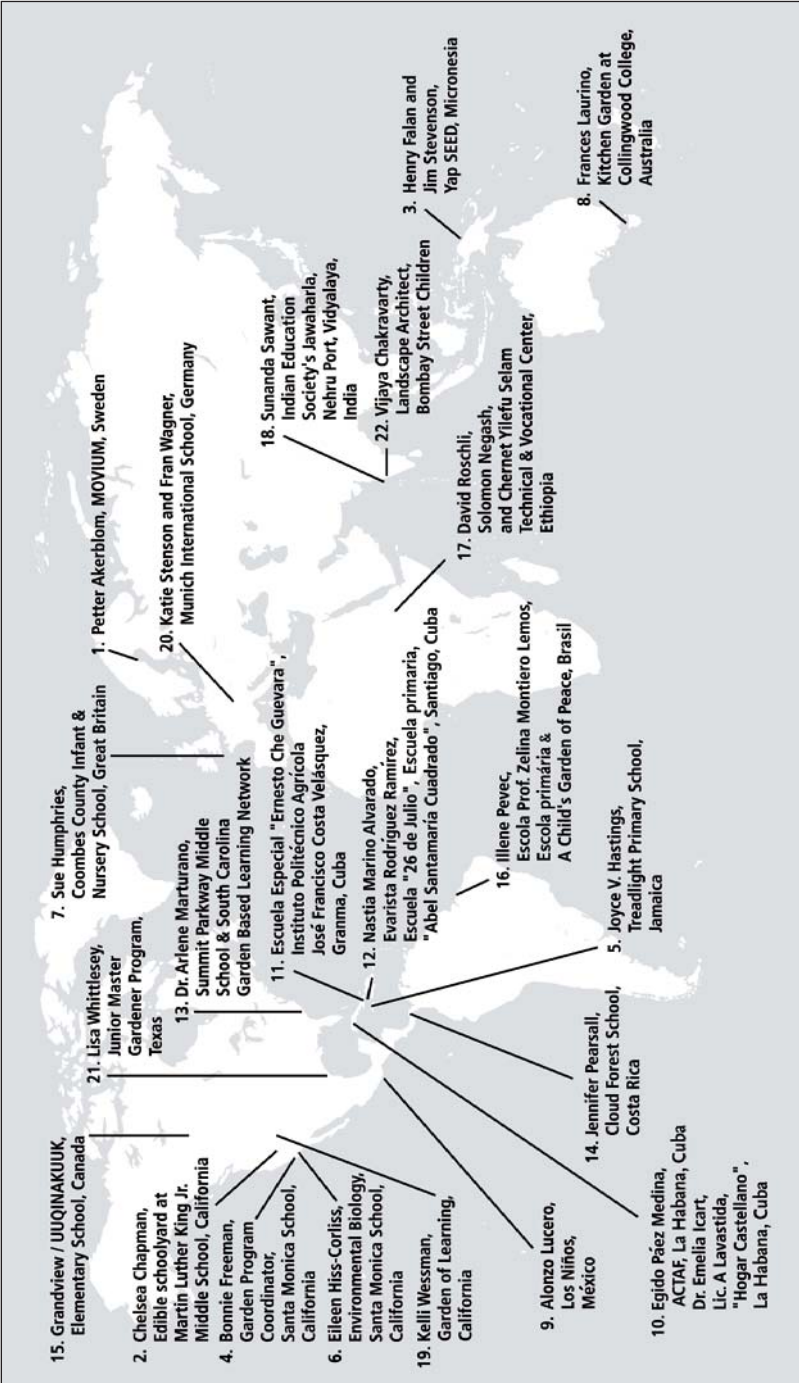 15. Grandview / UUQINAKUUK,
Elementary School, Canada
2. Chelsea Chapman,
Edible schoolyard at
Martin Luther King Jr.
Middle School, California
4. Bonnie Freeman,
Garden Program
Coordinator,
Santa Monica School,
California
6. Eileen Hiss-Corliss,
Environmental Biology,
Santa Monica School,
California
19. Kelli Wessman,
Garden of Learning,
California
9. Alonzo Lucero,
Los Niños,
México
10. Egido Páez Medina,
ACTAF, La Habana, Cuba
Dr. Emelia Icart,
Lic. A Lavastida,
"Hogar Castellano",
La Habana, Cuba
21. Lisa Whittlesey,
Junior Master
Gardener Program,
Texas
13. Dr. Arlene Marturano,
Summit Parkway Middle
School & South Carolina
Garden Based Learning Network
11. Escuela Especial "Ernesto Che Guevara",
Instituto Politécnico Agrícola
José Francisco Costa Velásquez,
Granma, Cuba
12. Nastia Marino Alvarado,
Evarista Rodríguez Ramirez,
Escuela "26 de Julio", Escuela primaria,
"Abel Santamaría Cuadrado", Santiago, Cuba
14. Jennifer Pearsall,
Cloud Forest School,
Costa Rica
5. Joyce V. Hastings,
Treadlight Primary School,
Jamaica
16. Illene Pevec,
Escola Prof. Zelina Montiero Lemos,
Escola primária &
A Child's Garden of Peace, Brasil
7. Sue Humphries,
Coombes County Infant &
Nursery School, Great Britain
1. Petter Akerblom, MOVIUM, Sweden
20. Katie Stenson and Fran Wagner,
Munich International School, Germany
17. David Roschli,
Solomon Negash,
and Chernet Yilefu Selam
Technical & Vocational Center,
Ethiopia
18. Sunanda Sawant,
Indian Education
Society's Jawaharla,
Nehru Port, Vidyalaya,
India
22. Vijaya Chakravarty,
Landscape Architect,
Bombay Street Children
3. Henry Falan and
Jim Stevenson,
Yap SEED, Micronesia
8. Frances Laurino,
Kitchen Garden at
Collingwood College,
Australia